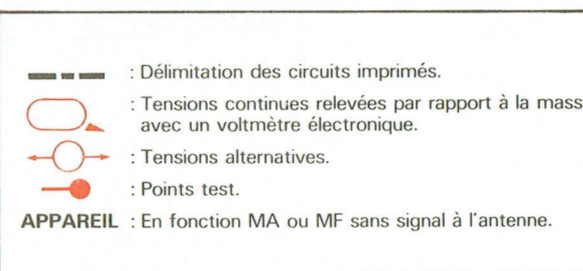 : Délimitation des circuits imprimés.
: Tensions continues relevées par rapport à la mass
avec un voltmètre électronique.
: Tensions alternatives.
: Points test.
APPAREIL : En fonction MA ou MF sans signal à l'antenne.